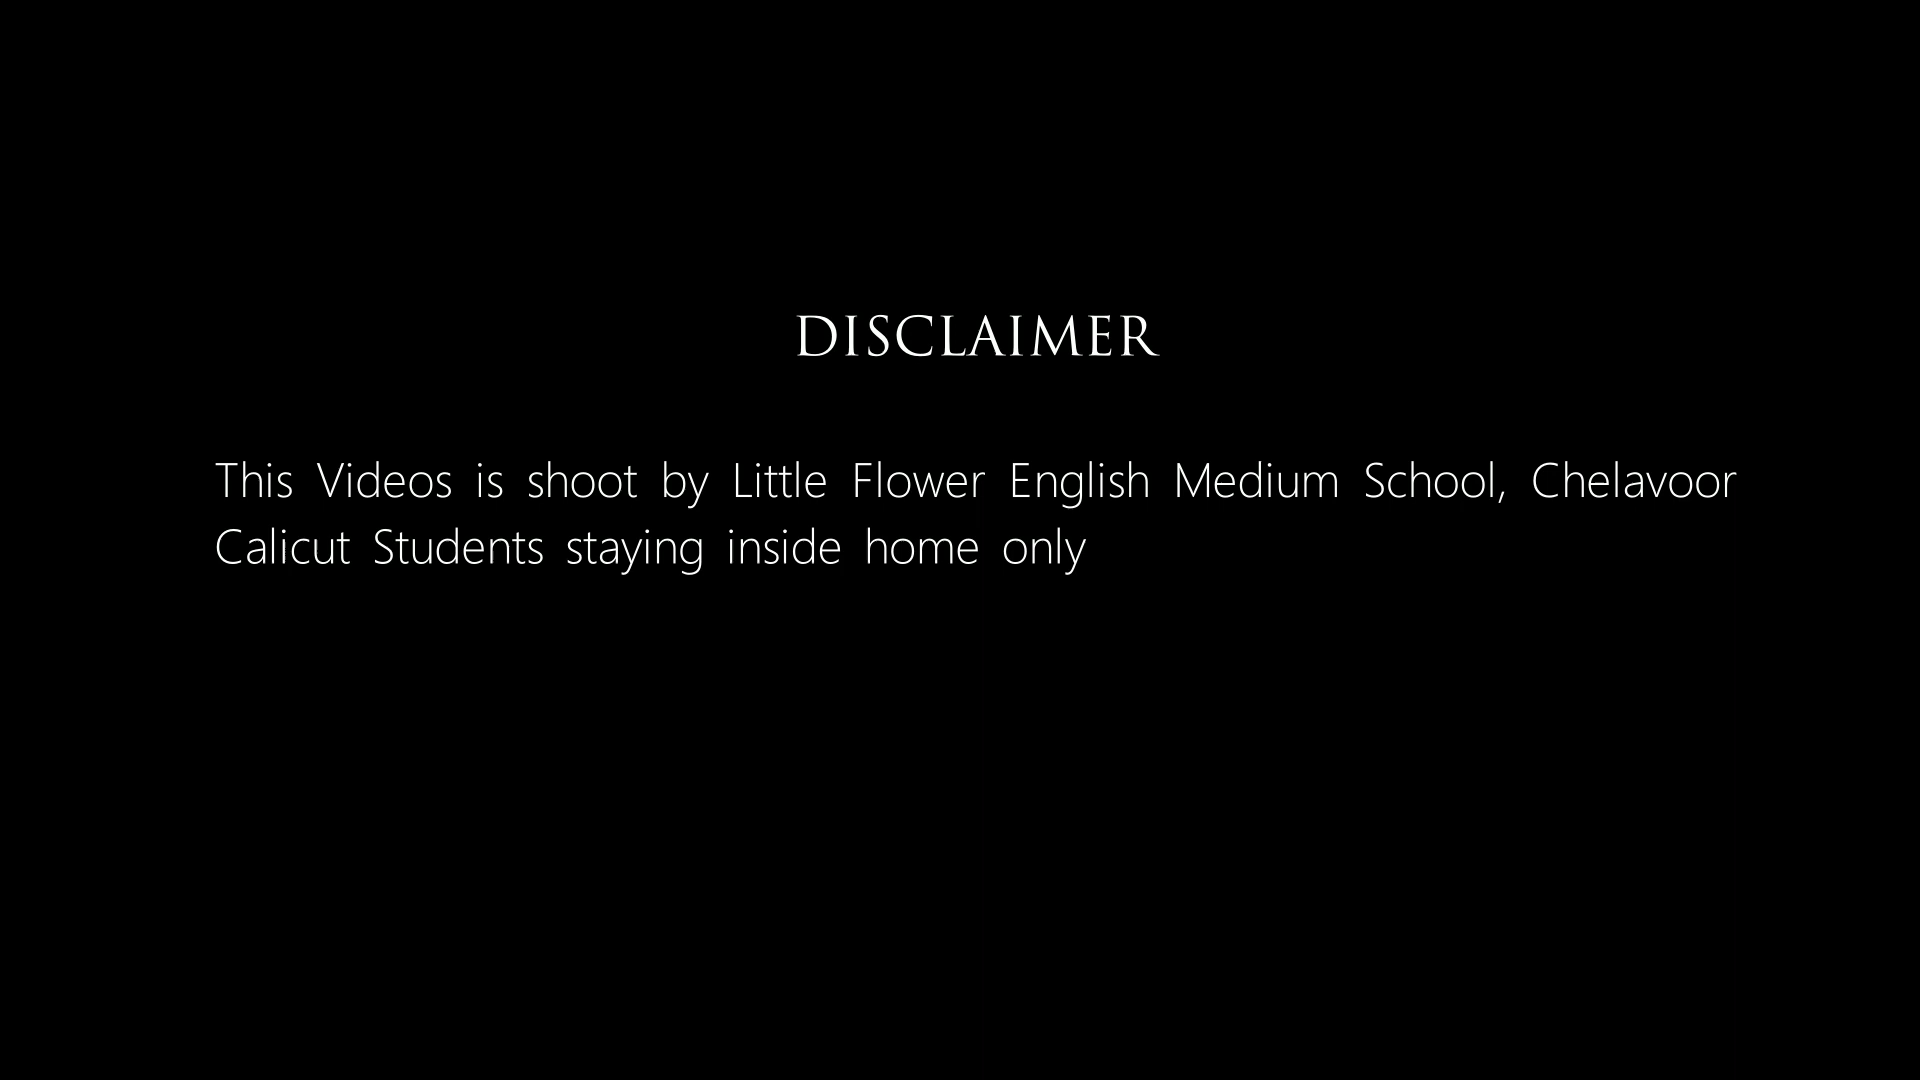 DISCLAIMER
This Videos is shoot by Little Flower English Medium School, Chelavoor
Calicut Students staying inside home only